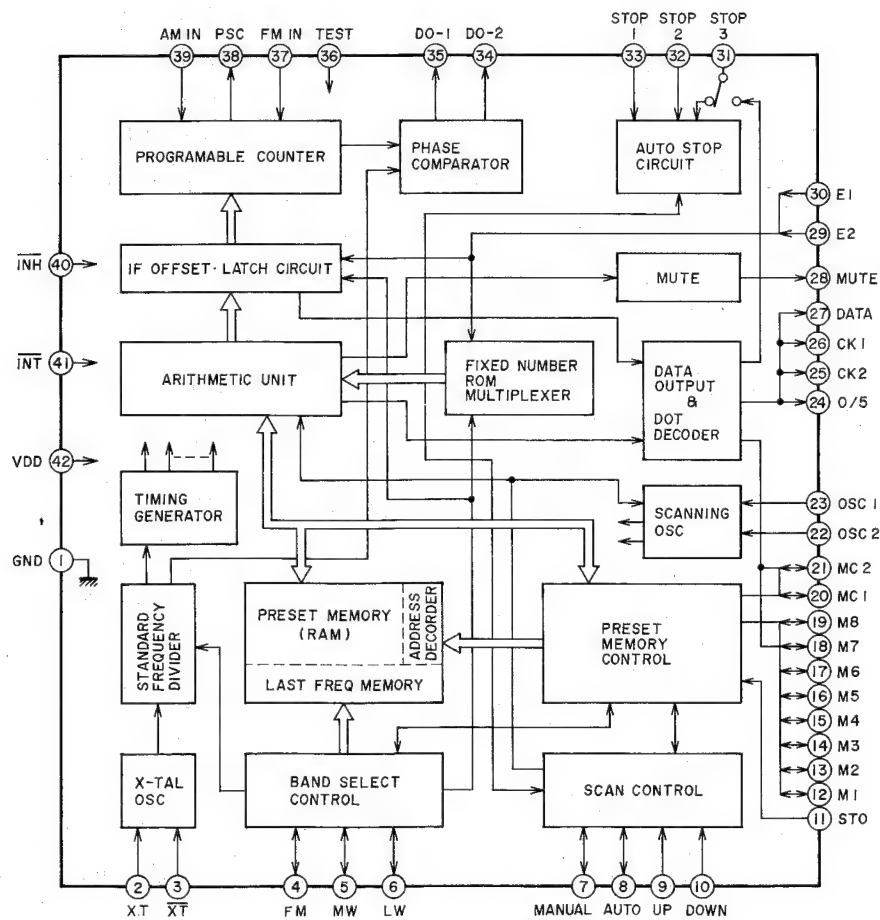 AM IN PSC FM IN TEST DO-1 DO-2 STOP 1 STOP 2 STOP 3
39 38 37 36 35 34 33 32 31
PROGRAMABLE COUNTER
PHASE
COMPARATOR
AUTO STOP
CIRCUIT
30 E1
29 E2
INH 40
IF OFFSET·LATCH CIRCUIT
MUTE
28 MUTE
27 DATA
26 CK 1
25 CK2
24 0/5
INT 41
ARITHMETIC UNIT
FIXED NUMBER
ROM
MULTIPLEXER
DATA
OUTPUT
&
DOT
DECODER
VDD 42
TIMING
GENERATOR
SCANNING
OSC
23 OSC 1
22 OSC 2
GND 1
21 MC 2
20 MC 1
19 M8
18 M7
17 M6
16 M5
15 M4
14 M3
13 M2
12 M1
11 STO
STANDARD
FREQUENCY
DIVIDER
PRESET MEMORY
(RAM)
ADDRESS
DECORDER
LAST FREQ MEMORY
PRESET
MEMORY
CONTROL
X-TAL
OSC
BAND SELECT
CONTROL
SCAN CONTROL
2 3 4 5 6 7 8 9 10
X.T XT FM MW LW MANUAL AUTO UP DOWN